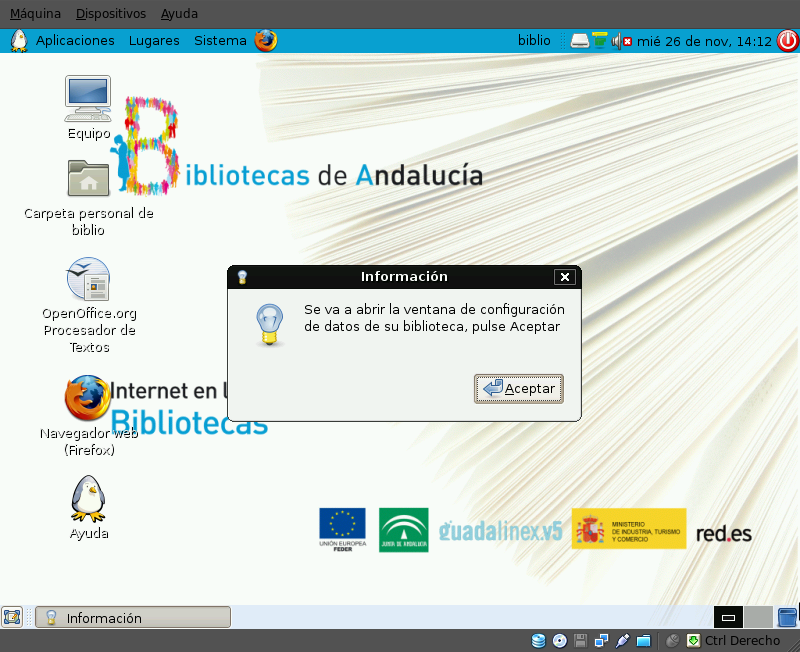 Máquina Dispositivos Ayuda
Aplicaciones Lugares Sistema
biblio mié 26 de nov, 14:12
Equipo
Bibliotecas de Andalucía
Carpeta personal de
biblio
Información
Se va a abrir la ventana de configuración
de datos de su biblioteca, pulse Aceptar
Aceptar
OpenOffice.org
Procesador de
Textos
Internet en l
Bibliotecas
Navegador web
(Firefox)
Ayuda
UNIÓN EUROPEA
FEDER
JUNTA DE ANDALUCIA
guadalinex.v5
MINISTERIO
DE INDUSTRIA, TURISMO
Y COMERCIO
red.es
Información
Ctrl Derecho